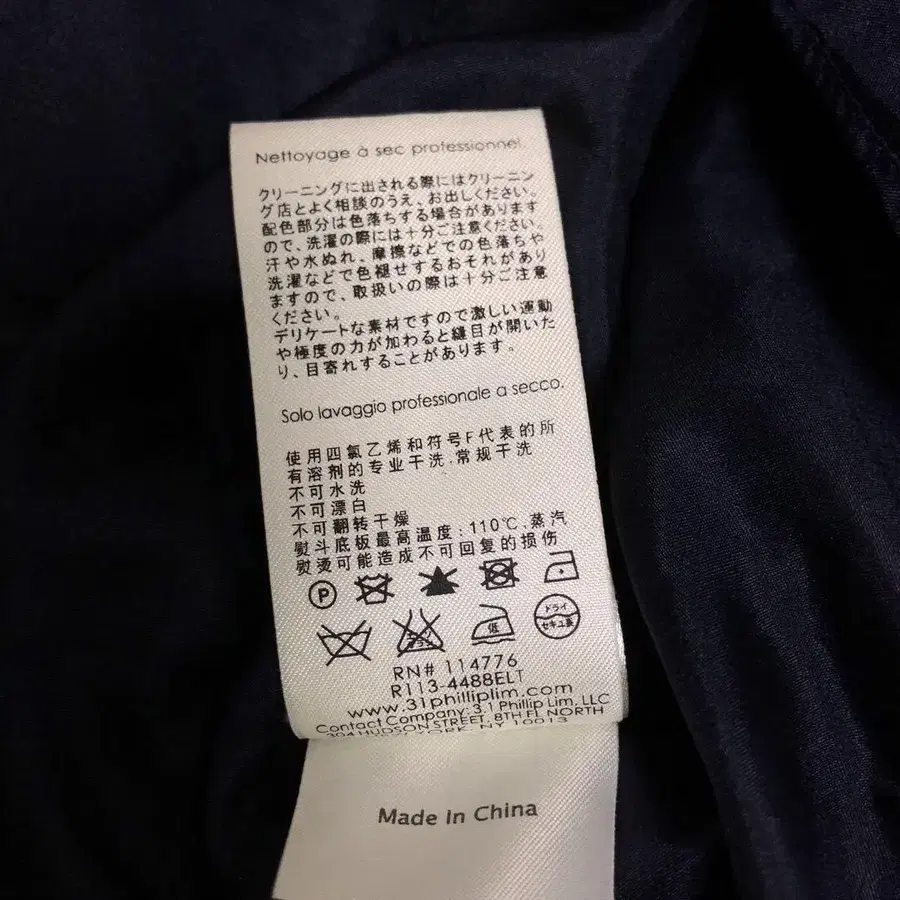 Nettoyage à sec professionnel.
クリーニングに出される際にはクリーニン
グ店とよく相談のうえ、お出しください。
配色部分は色落ちする場合があります
ので、洗濯の際には十分ご注意ください。
汗や水ぬれ、摩擦などでの色落ちや
洗濯などで色褪せするおそれがあり
ますので、取扱いの際は十分ご注意
ください。
デリケートな素材ですので激しい運動
や極度の力が加わると縫目が開いた
り、目寄れすることがあります。
Solo lavaggio professionale a secco.
使用四氯乙烯和符号F代表的所
有溶剂的专业干洗,常规干洗
不可水洗
不可漂白
不可翻转干燥
熨斗底板最高温度:110℃,蒸汽
熨烫可能造成不可回复的损伤
P
低
ドライ
セキユ系
RN# 114776
R113-4488ELT
www.31philliplim.com
Contact Company: 3.1 Phillip Lim, LLC
304 HUDSON STREET, 8TH FL NORTH
YORK, NY 10013
Made In China